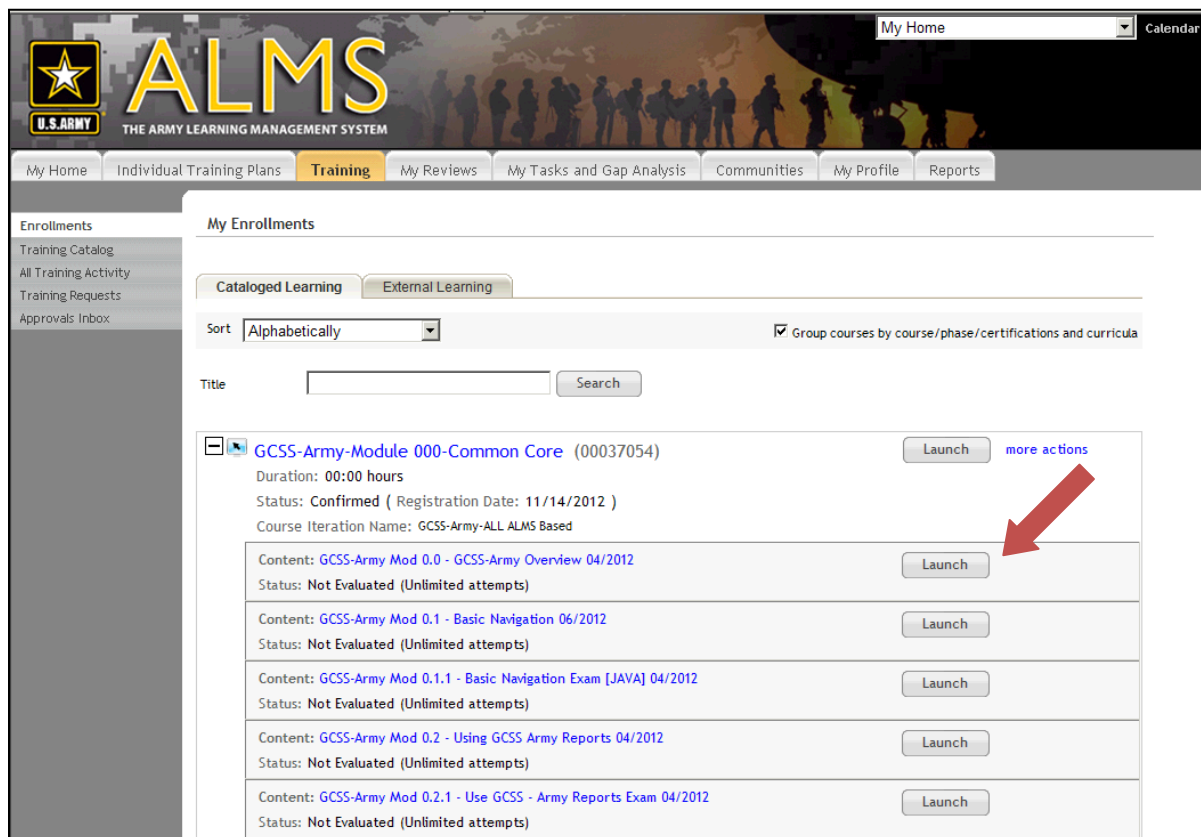 My Home
Calendar
ALMS
U.S.ARMY
THE ARMY LEARNING MANAGEMENT SYSTEM
My Home Individual Training Plans Training My Reviews My Tasks and Gap Analysis Communities My Profile Reports
Enrollments
Training Catalog
All Training Activity
Training Requests
Approvals Inbox
My Enrollments
Cataloged Learning External Learning
Sort Alphabetically Group courses by course/phase/certifications and curricula
Title Search
GCSS-Army-Module 000-Common Core (00037054) Launch more actions
Duration: 00:00 hours
Status: Confirmed ( Registration Date: 11/14/2012 )
Course Iteration Name: GCSS-Army-ALL ALMS Based
Content: GCSS-Army Mod 0.0 - GCSS-Army Overview 04/2012 Launch
Status: Not Evaluated (Unlimited attempts)
Content: GCSS-Army Mod 0.1 - Basic Navigation 06/2012 Launch
Status: Not Evaluated (Unlimited attempts)
Content: GCSS-Army Mod 0.1.1 - Basic Navigation Exam [JAVA] 04/2012 Launch
Status: Not Evaluated (Unlimited attempts)
Content: GCSS-Army Mod 0.2 - Using GCSS Army Reports 04/2012 Launch
Status: Not Evaluated (Unlimited attempts)
Content: GCSS-Army Mod 0.2.1 - Use GCSS - Army Reports Exam 04/2012 Launch
Status: Not Evaluated (Unlimited attempts)